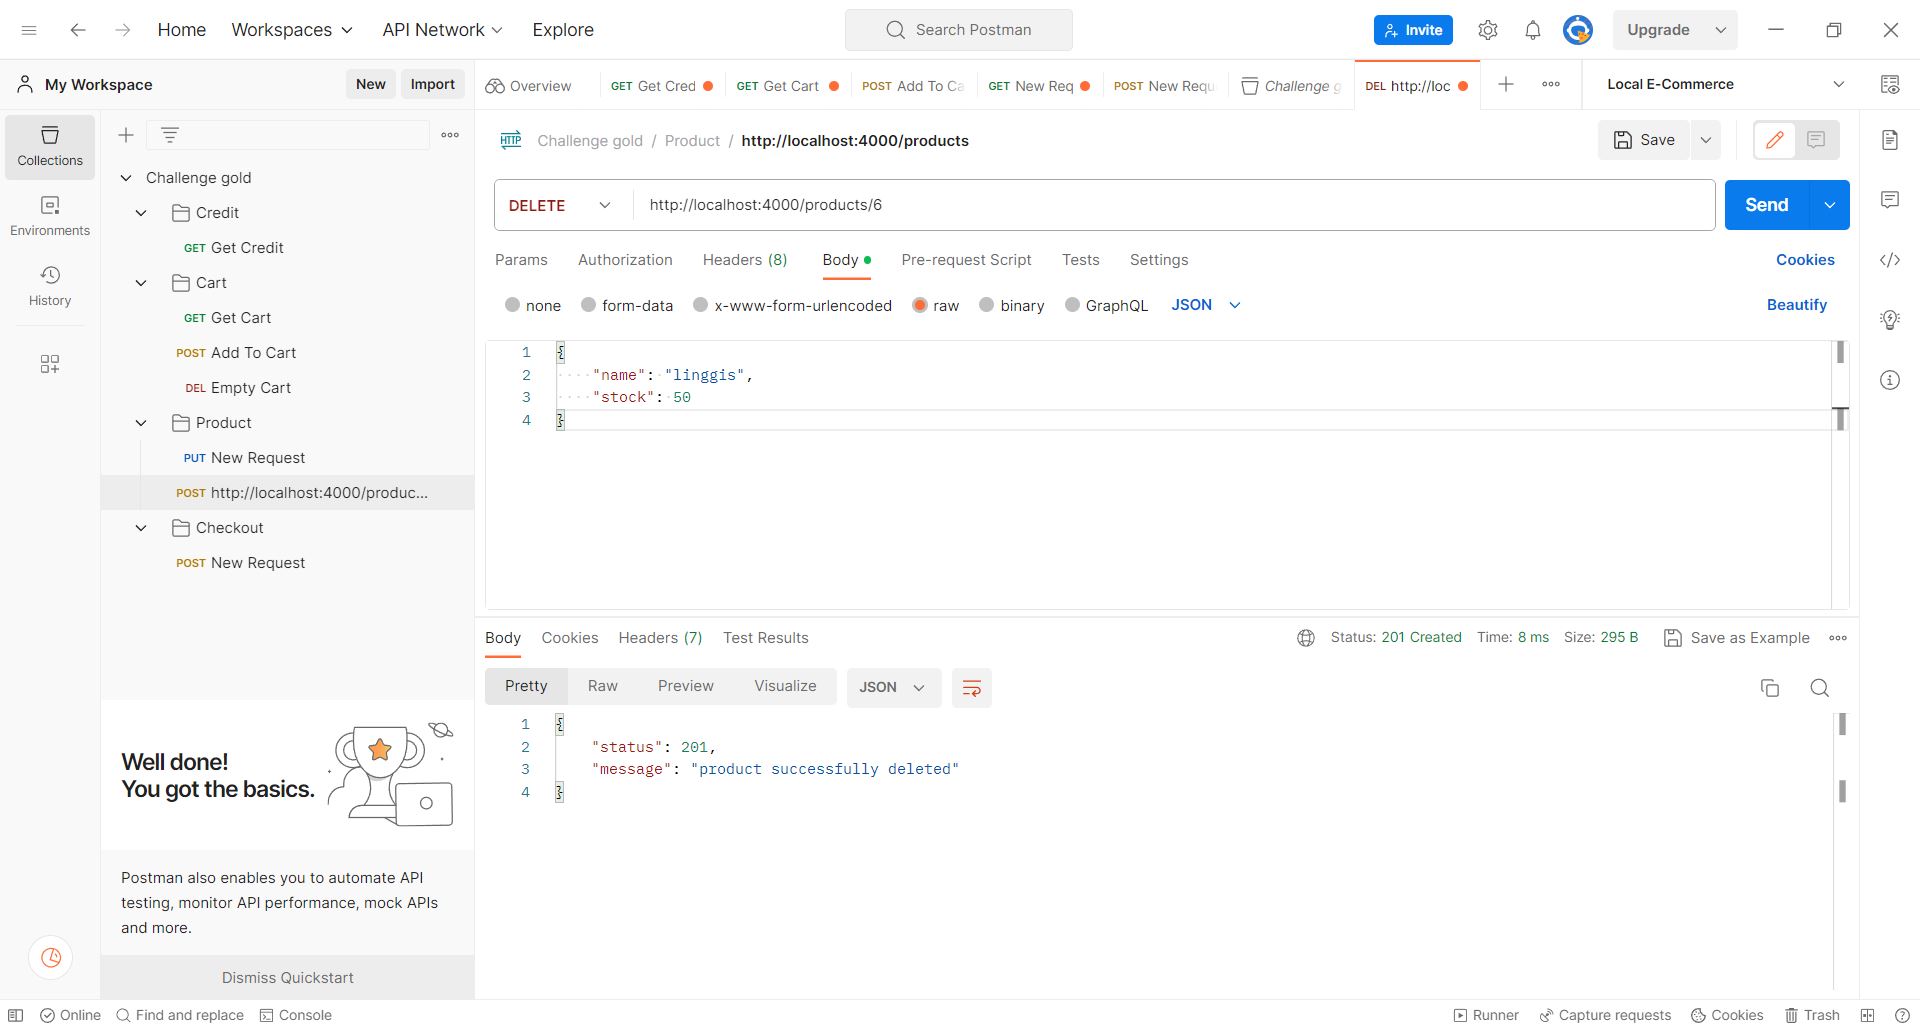 Home Workspaces API Network Explore Search Postman Invite Upgrade
My Workspace New Import Overview GET Get Cred GET Get Cart POST Add To Ca GET New Req POST New Requ Challenge g DEL http://loc Local E-Commerce
Collections
Environments
History
Challenge gold
Credit
GET Get Credit
Cart
GET Get Cart
POST Add To Cart
DEL Empty Cart
Product
PUT New Request
POST http://localhost:4000/produc...
Checkout
POST New Request
Well done!
You got the basics.
Postman also enables you to automate API
testing, monitor API performance, mock APIs
and more.
Dismiss Quickstart
HTTP Challenge gold / Product / http://localhost:4000/products Save
DELETE http://localhost:4000/products/6 Send
Params Authorization Headers (8) Body Pre-request Script Tests Settings Cookies
none form-data x-www-form-urlencoded raw binary GraphQL JSON Beautify
1 {
2 "name": "linggis",
3 "stock": 50
4 }
Body Cookies Headers (7) Test Results Status: 201 Created Time: 8 ms Size: 295 B Save as Example
Pretty Raw Preview Visualize JSON
1 {
2 "status": 201,
3 "message": "product successfully deleted"
4 }
Online Find and replace Console Runner Capture requests Cookies Trash